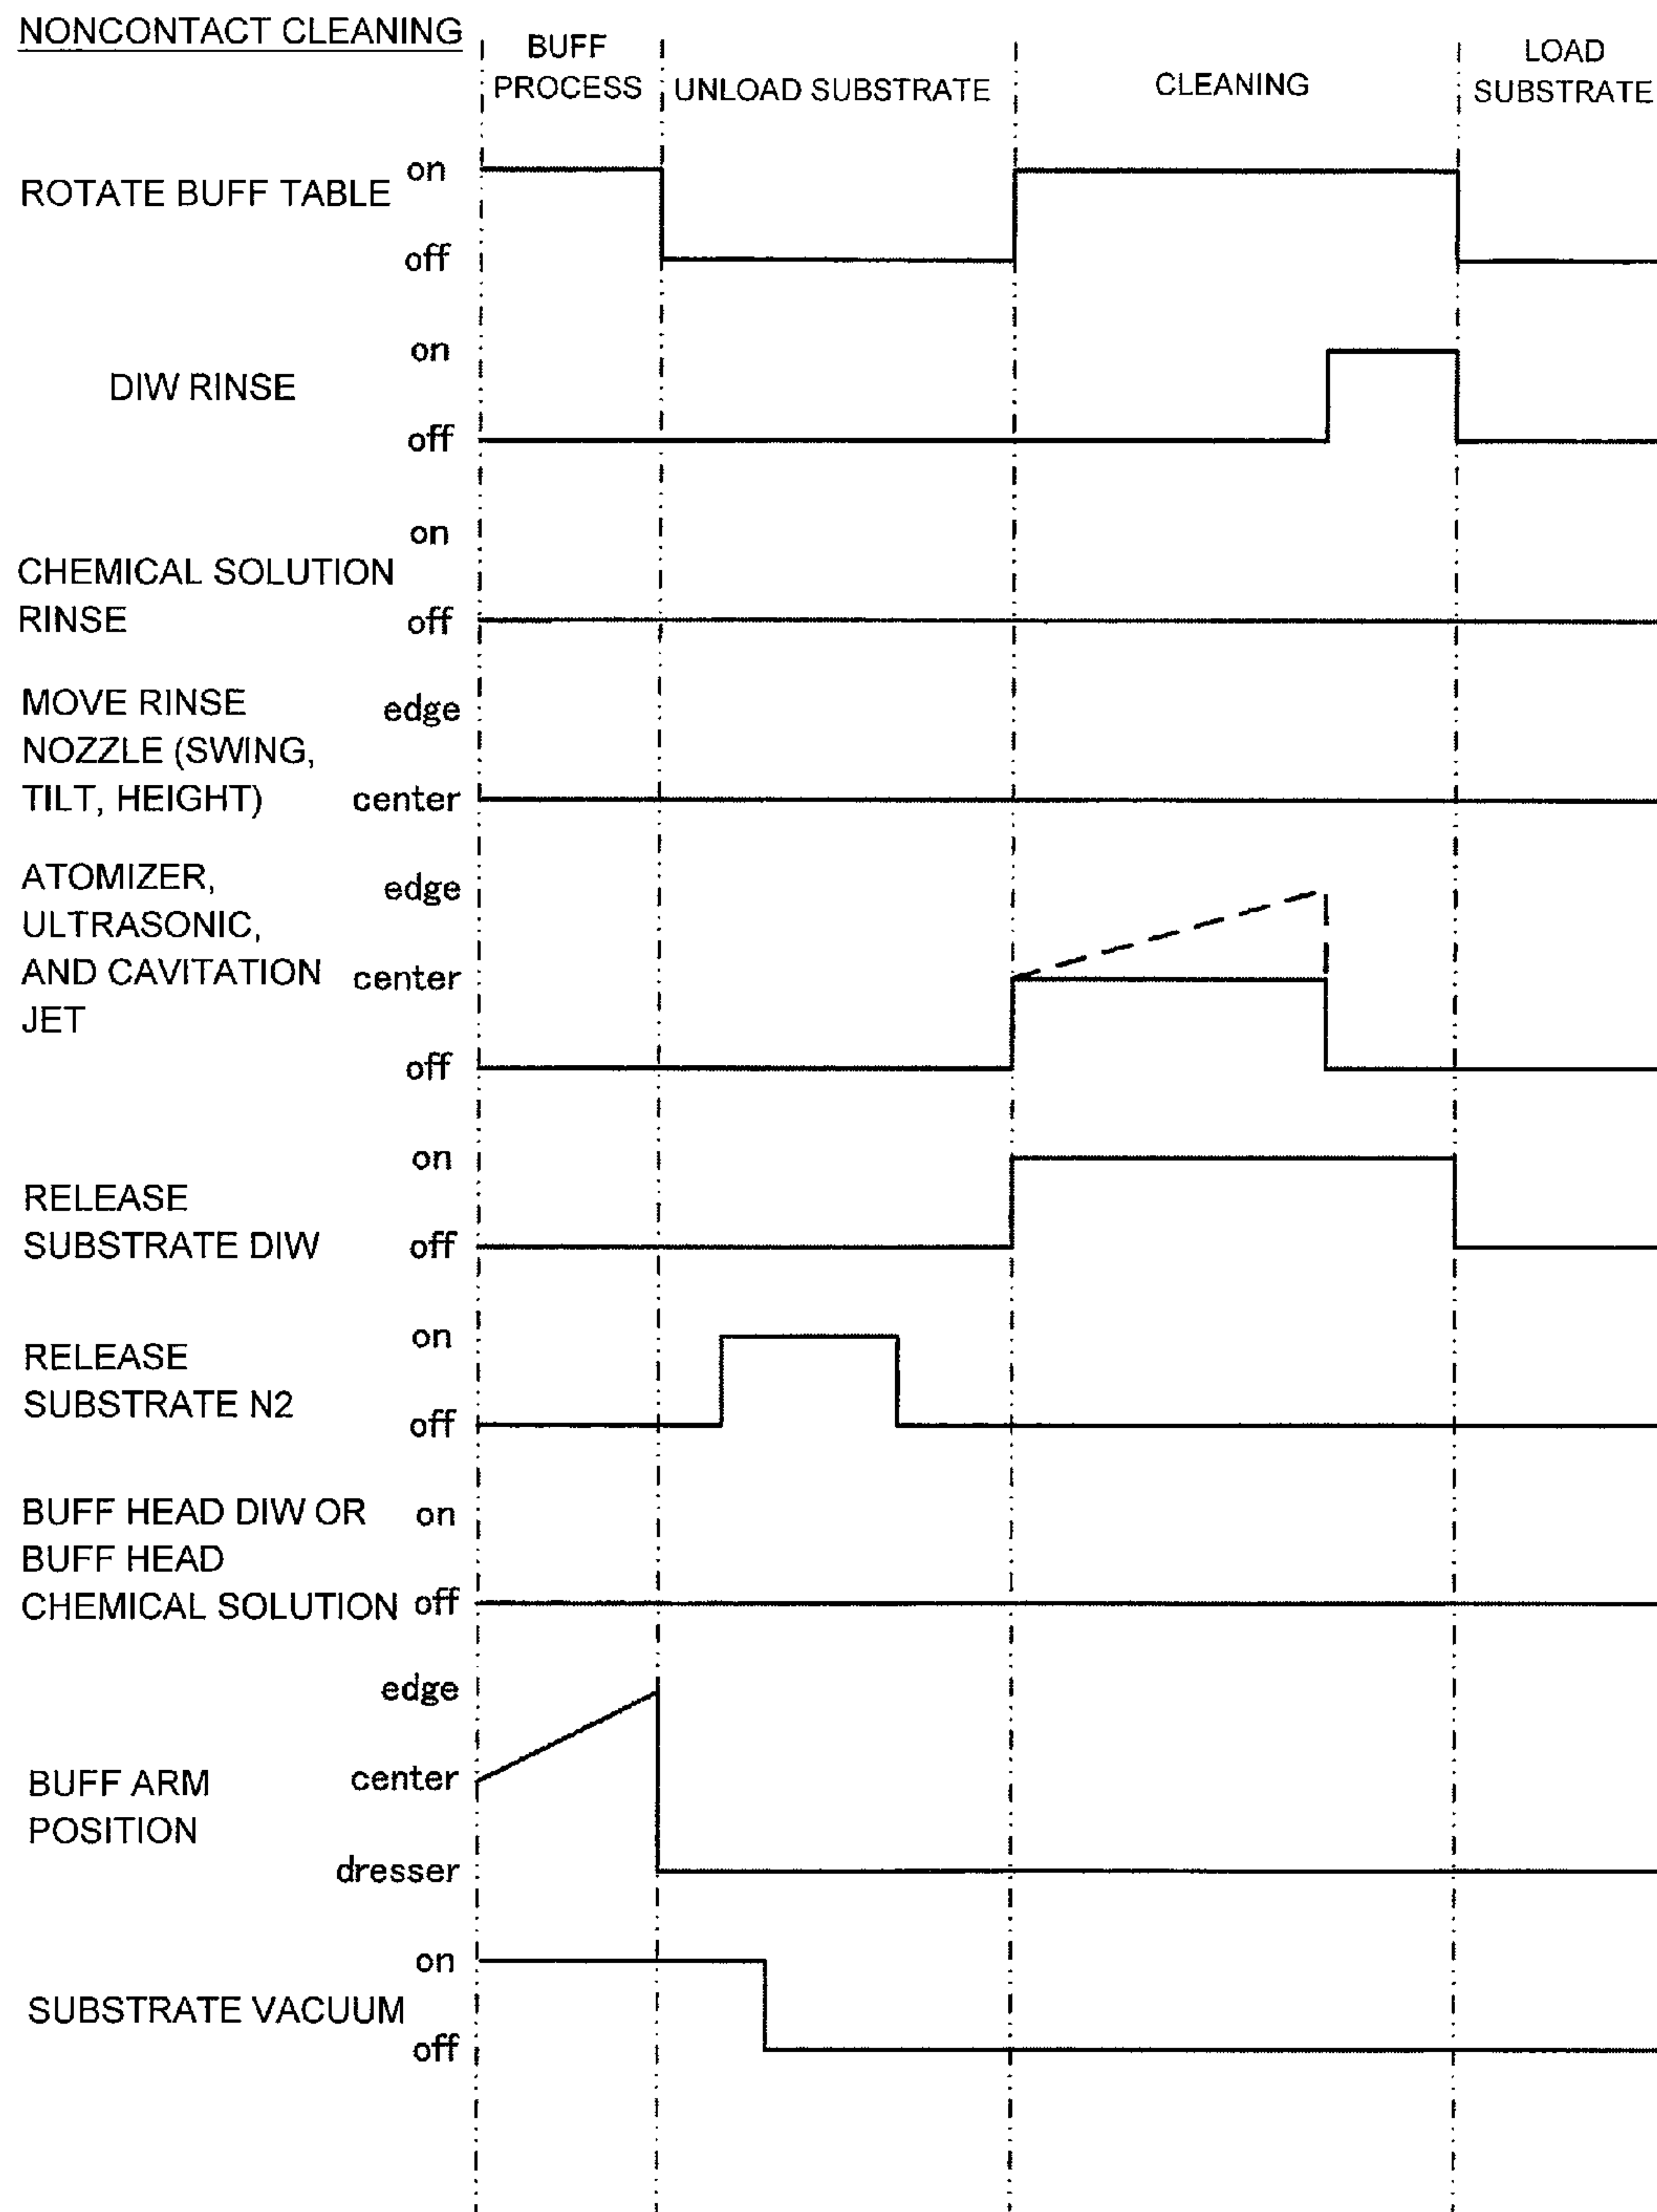 NONCONTACT CLEANING
BUFF
PROCESS
UNLOAD SUBSTRATE
CLEANING
LOAD
SUBSTRATE
ROTATE BUFF TABLE
on
off
DIW RINSE
on
off
CHEMICAL SOLUTION
RINSE
on
off
MOVE RINSE
NOZZLE (SWING,
TILT, HEIGHT)
edge
center
ATOMIZER,
ULTRASONIC,
AND CAVITATION
JET
edge
center
off
RELEASE
SUBSTRATE DIW
on
off
RELEASE
SUBSTRATE N2
on
off
BUFF HEAD DIW OR
BUFF HEAD
CHEMICAL SOLUTION
on
off
BUFF ARM
POSITION
edge
center
dresser
SUBSTRATE VACUUM
on
off